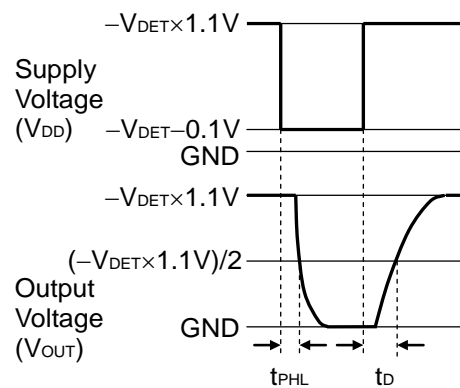 −VDET×1.1V
Supply
Voltage
(VDD)
−VDET−0.1V
GND
−VDET×1.1V
(−VDET×1.1V)/2
Output
Voltage
(VOUT)
GND
tPHL
tD